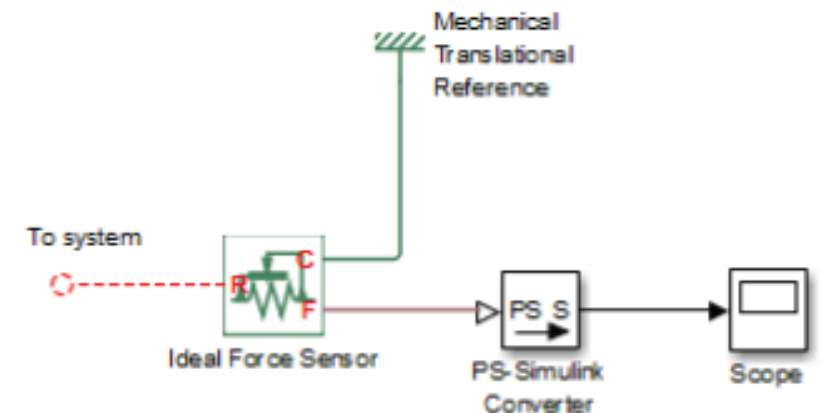 Mechanical
Translational
Reference
To system
R
C
F
Ideal Force Sensor
PS S
PS-Simulink
Converter
Scope